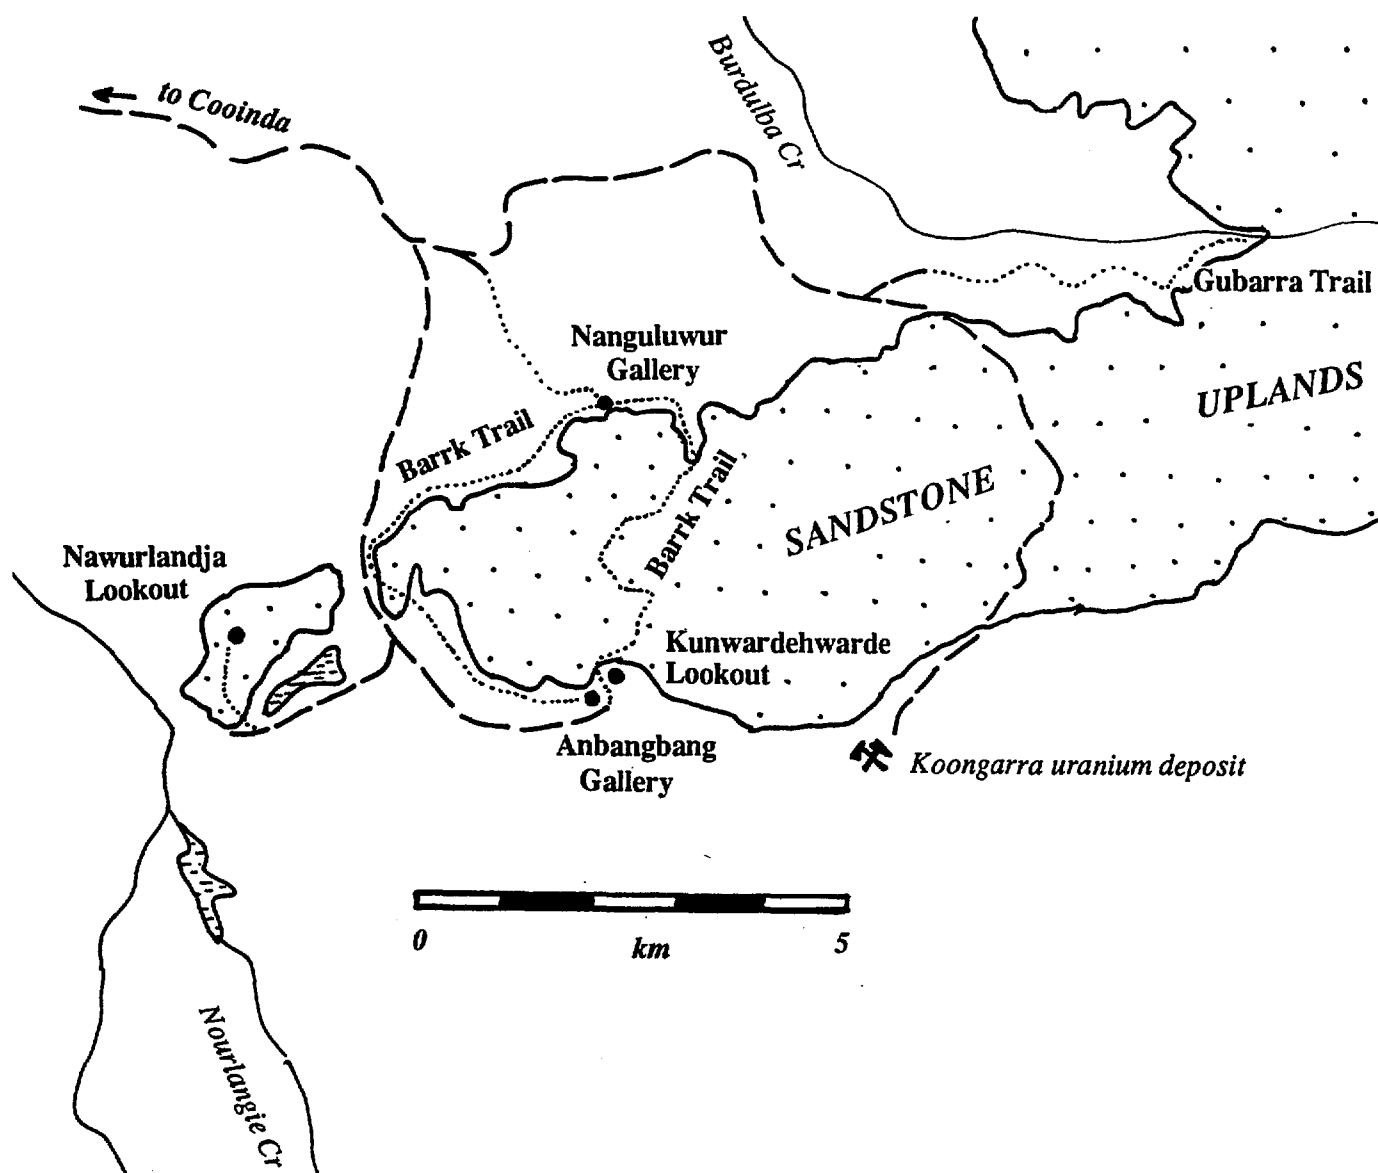 to Cooinda
Burdulba Cr
Gubarra Trail
Nanguluwur
Gallery
UPLANDS
Barrk Trail
Barrk Trail
SANDSTONE
Nawurlandja
Lookout
Kunwardehwarde
Lookout
Anbangbang
Gallery
Koongarra uranium deposit
0
km
5
Nourlangie Cr